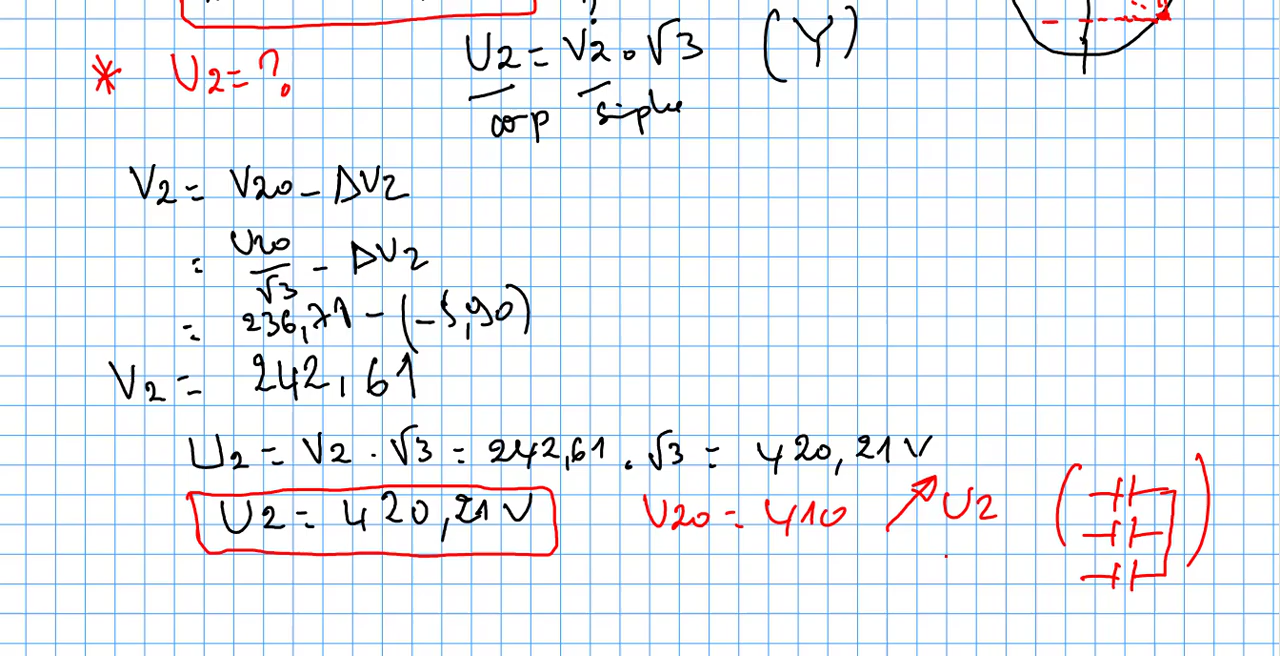 U2 = V2 . √3 (Y)
* U2 = ?
comp simple
V2 = V20 - ΔV2
= U20/√3 - ΔV2
= 236,71 - (-5,90)
V2 = 242,61
U2 = V2 . √3 = 242,61 . √3 = 420,21 V
U2 = 420,21 V U20 = 410 ↗ U2